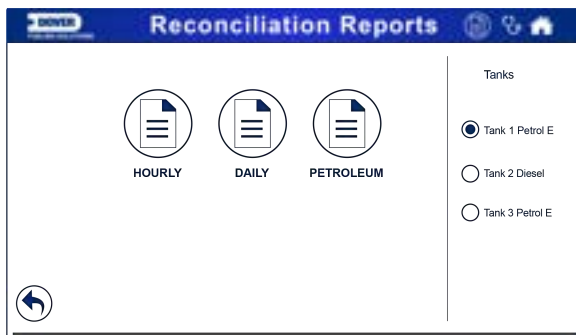 DOVER
Reconciliation Reports
Tanks
Tank 1 Petrol E
HOURLY DAILY PETROLEUM
Tank 2 Diesel
Tank 3 Petrol E